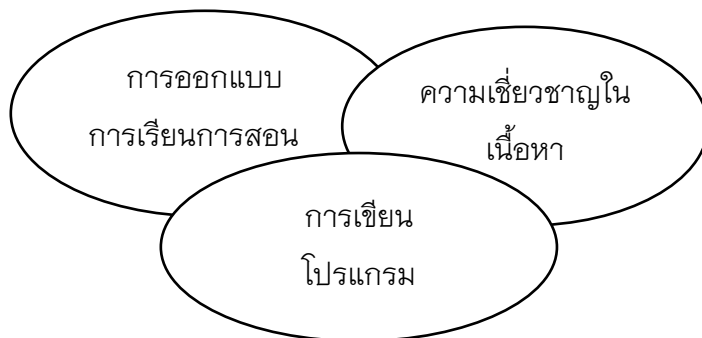 การออกแบบ
การเรียนการสอน
ความเชี่ยวชาญใน
เนื้อหา
การเขียน
โปรแกรม